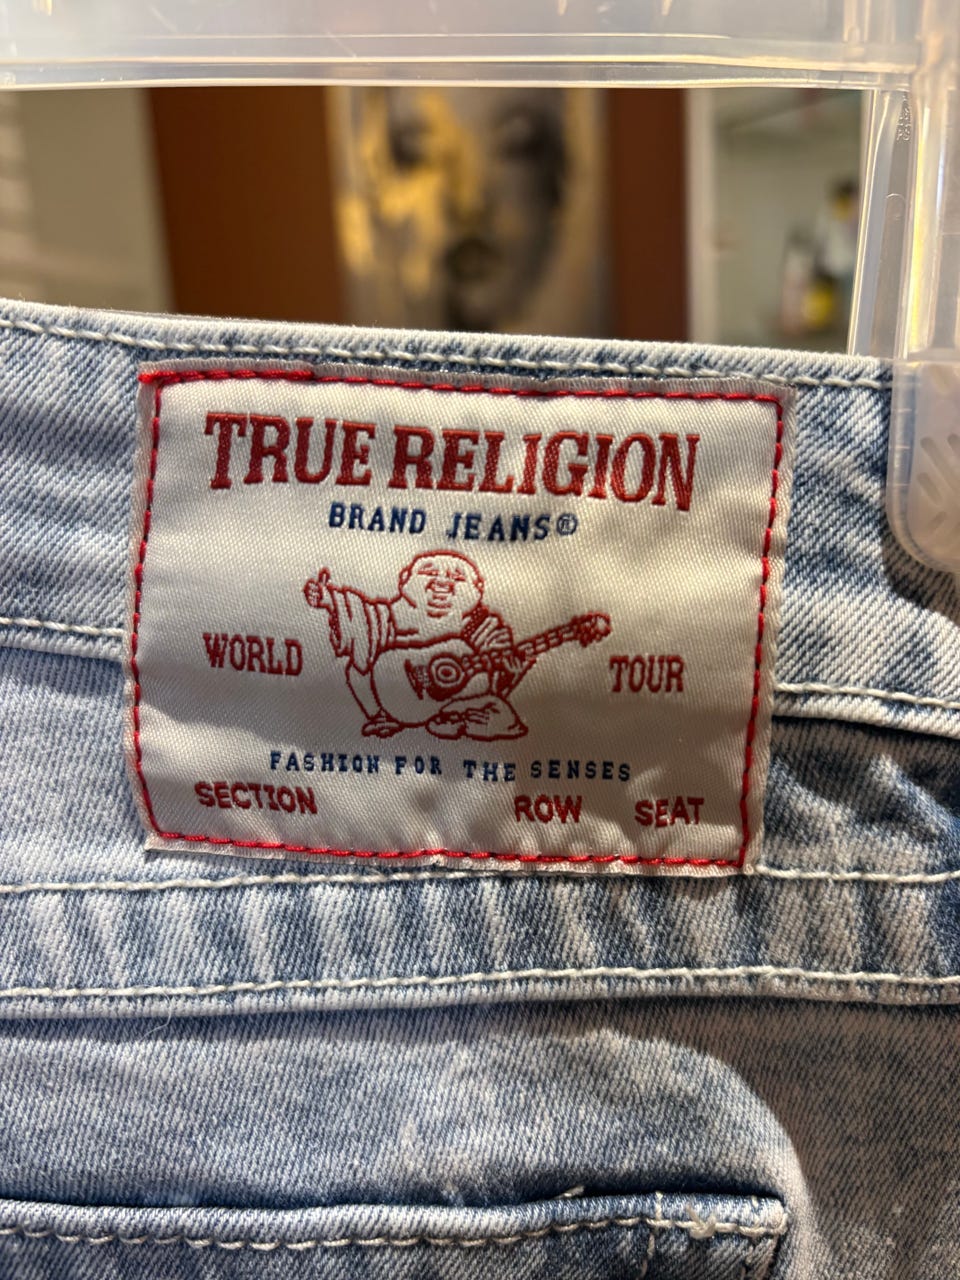 TRUE RELIGION
BRAND JEANS®
WORLD TOUR
FASHION FOR THE SENSES
SECTION ROW SEAT